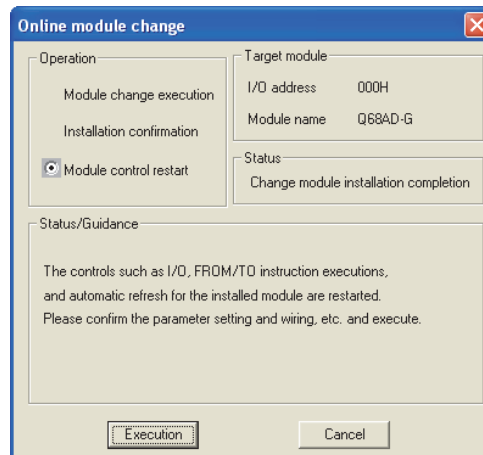 Online module change
Operation
Module change execution
Installation confirmation
Module control restart
Target module
I/O address 000H
Module name Q68AD-G
Status
Change module installation completion
Status/Guidance
The controls such as I/O, FROM/TO instruction executions,
and automatic refresh for the installed module are restarted.
Please confirm the parameter setting and wiring, etc. and execute.
Execution
Cancel